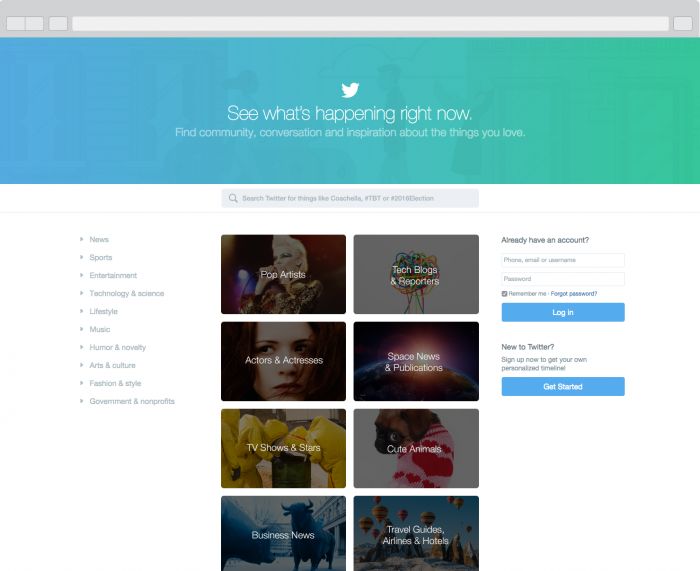 See what's happening right now.
Find community, conversation and inspiration about the things you love.
Search Twitter for things like Coachella, #TBT or #2016Election
News
Sports
Entertainment
Technology & science
Lifestyle
Music
Humor & novelty
Arts & culture
Fashion & style
Government & nonprofits
Pop Artists
Tech Blogs
& Reporters
Actors & Actresses
Space News
& Publications
TV Shows & Stars
Cute Animals
Business News
Travel Guides,
Airlines & Hotels
Already have an account?
Phone, email or username
Password
Remember me · Forgot password?
Log in
New to Twitter?
Sign up now to get your own
personalized timeline!
Get Started